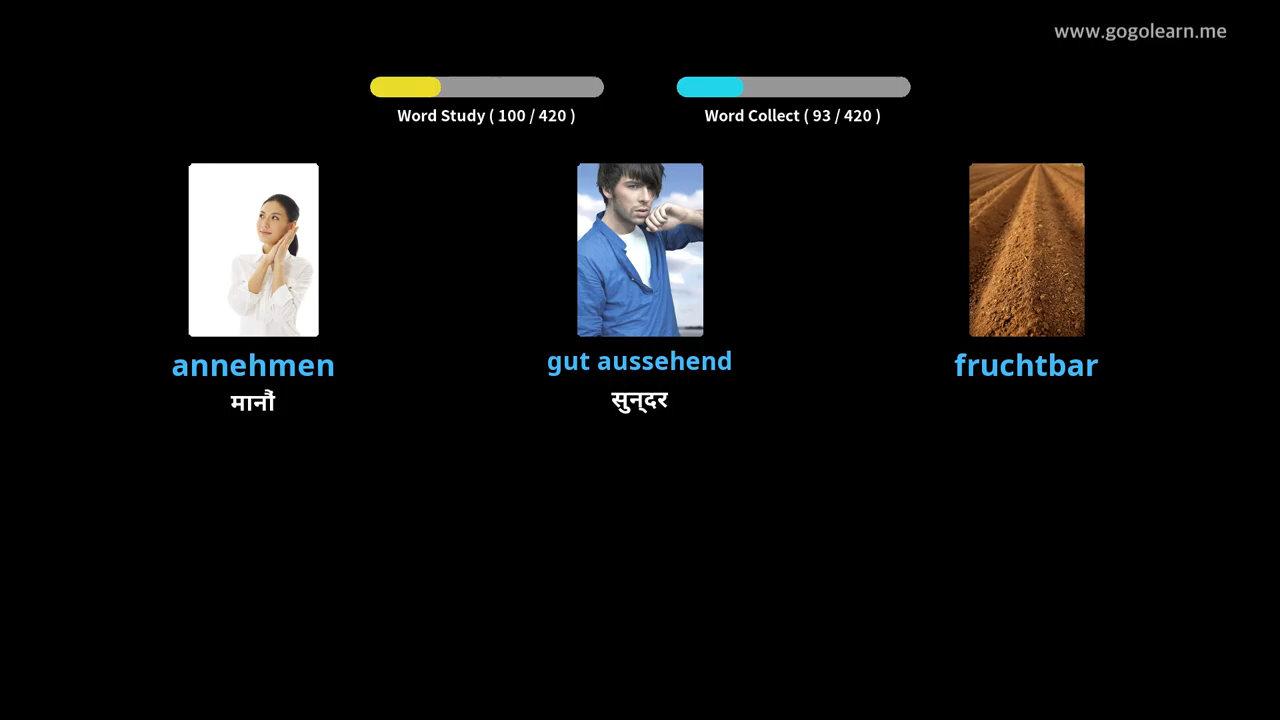 www.gogolearn.me
Word Study ( 100 / 420 )
Word Collect ( 93 / 420 )
annehmen
gut aussehend
fruchtbar
मानौं
सुन्दर